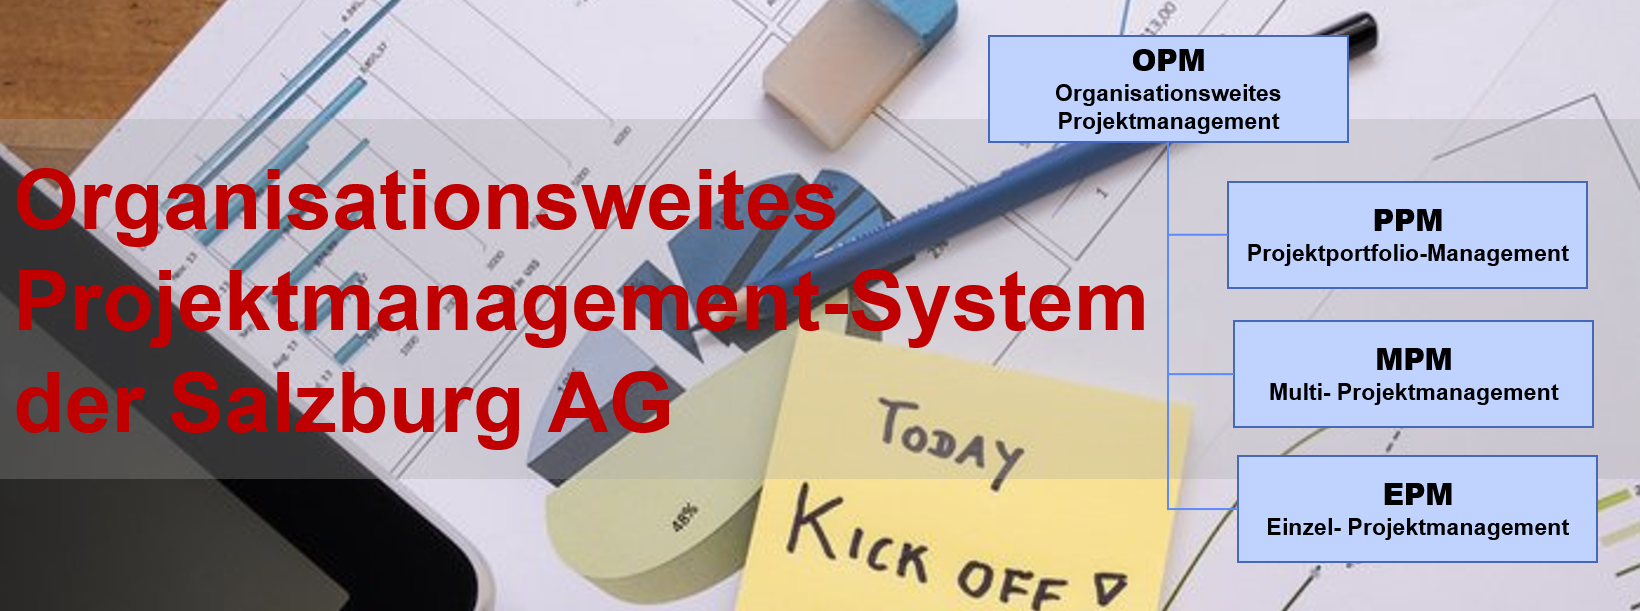 Organisationsweites
Projektmanagement-System
der Salzburg AG
OPM
Organisationsweites
Projektmanagement
PPM
Projektportfolio-Management
MPM
Multi- Projektmanagement
EPM
Einzel- Projektmanagement
TODAY
KICK OFF
48%